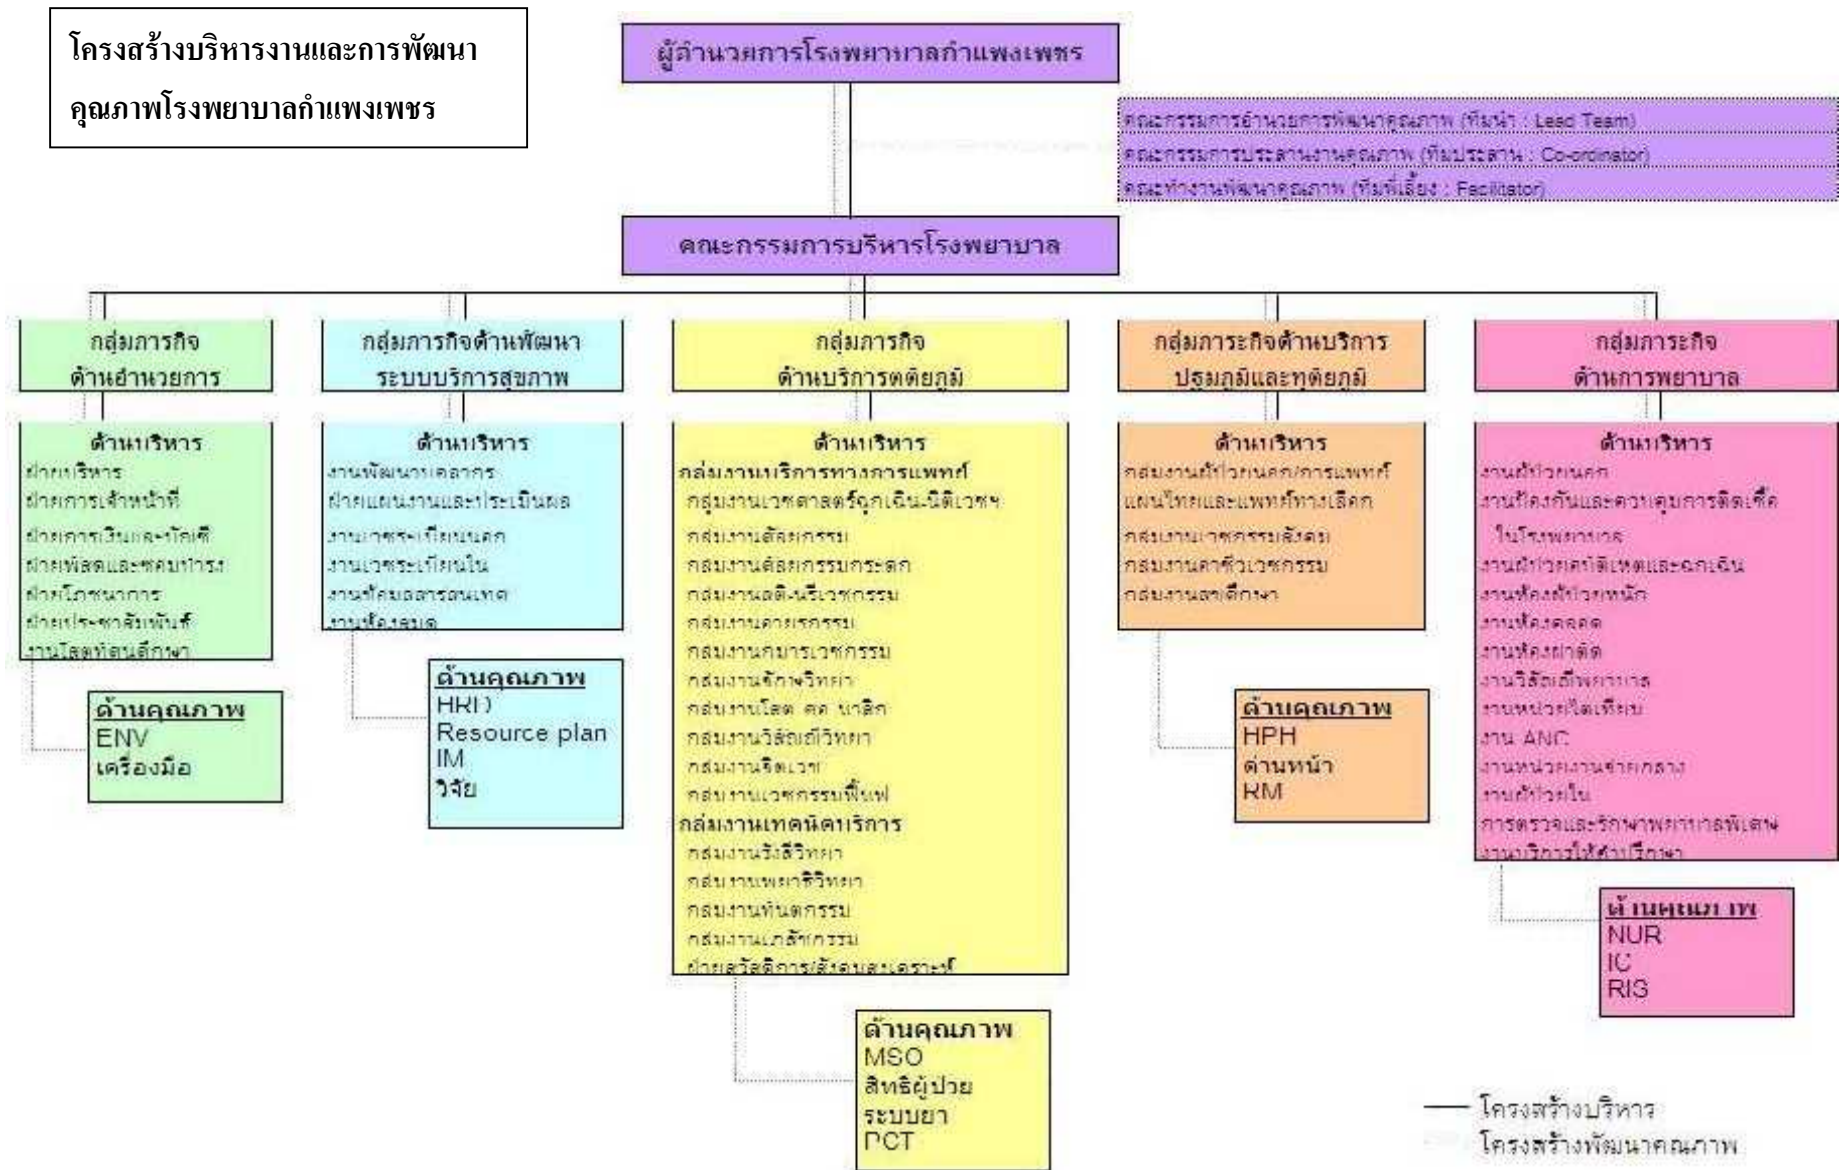 โครงสร้างบริหารงานและการพัฒนา
คุณภาพโรงพยาบาลกำแพงเพชร
ผู้อำนวยการโรงพยาบาลกำแพงเพชร
คณะกรรมการอำนวยการพัฒนาคุณภาพ (ทีมนำ : Lead Team)
คณะกรรมการประสานงานคุณภาพ (ทีมประสาน : Co-ordinator)
คณะทำงานพัฒนาคุณภาพ (ทีมพี่เลี้ยง : Facilitator)
คณะกรรมการบริหารโรงพยาบาล
กลุ่มภารกิจ
ด้านอำนวยการ
ด้านบริหาร
ฝ่ายบริหาร
ฝ่ายการเจ้าหน้าที่
ฝ่ายการเงินและบัญชี
ฝ่ายพัสดุและซ่อมบำรุง
ฝ่ายโภชนาการ
ฝ่ายประชาสัมพันธ์
งานโสตทัศนศึกษา
ด้านคุณภาพ
ENV
เครื่องมือ
กลุ่มภารกิจด้านพัฒนา
ระบบบริการสุขภาพ
ด้านบริหาร
งานพัฒนาบุคลากร
ฝ่ายแผนงานและประเมินผล
งานเวชระเบียนนอก
งานเวชระเบียนใน
งานข้อมูลสารสนเทศ
งานห้องสมุด
ด้านคุณภาพ
HRD
Resource plan
IM
วิจัย
กลุ่มภารกิจ
ด้านบริการตติยภูมิ
ด้านบริหาร
กลุ่มงานบริการทางการแพทย์
กลุ่มงานเวชศาสตร์ฉุกเฉิน-นิติเวชฯ
กลุ่มงานศัลยกรรม
กลุ่มงานศัลยกรรมกระดูก
กลุ่มงานสูติ-นรีเวชกรรม
กลุ่มงานอายุรกรรม
กลุ่มงานกุมารเวชกรรม
กลุ่มงานจักษุวิทยา
กลุ่มงานโสต ศอ นาสิก
กลุ่มงานวิสัญญีวิทยา
กลุ่มงานจิตเวช
กลุ่มงานเวชกรรมฟื้นฟู
กลุ่มงานเทคนิคบริการ
กลุ่มงานรังสีวิทยา
กลุ่มงานพยาธิวิทยา
กลุ่มงานทันตกรรม
กลุ่มงานเภสัชกรรม
ฝ่ายสวัสดิการ/สังคมสงเคราะห์
ด้านคุณภาพ
MSO
สิทธิผู้ป่วย
ระบบยา
PCT
กลุ่มภาระกิจด้านบริการ
ปฐมภูมิและทุติยภูมิ
ด้านบริหาร
กลุ่มงานผู้ป่วยนอก/การแพทย์
แผนไทยและแพทย์ทางเลือก
กลุ่มงานเวชกรรมสังคม
กลุ่มงานอาชีวเวชกรรม
กลุ่มงานสุขศึกษา
ด้านคุณภาพ
HPH
ด่านหน้า
RM
กลุ่มภาระกิจ
ด้านการพยาบาล
ด้านบริหาร
งานผู้ป่วยนอก
งานป้องกันและควบคุมการติดเชื้อ
ในโรงพยาบาล
งานผู้ป่วยอุบัติเหตุและฉุกเฉิน
งานห้องผู้ป่วยหนัก
งานห้องคลอด
งานห้องผ่าตัด
งานวิสัญญีพยาบาล
งานหน่วยไตเทียม
งาน ANC
งานหน่วยงานจ่ายกลาง
งานผู้ป่วยใน
การตรวจและรักษาพยาบาลพิเศษ
งานบริการให้คำปรึกษา
ด้านคุณภาพ
NUR
IC
RIS
โครงสร้างบริหาร
โครงสร้างพัฒนาคุณภาพ